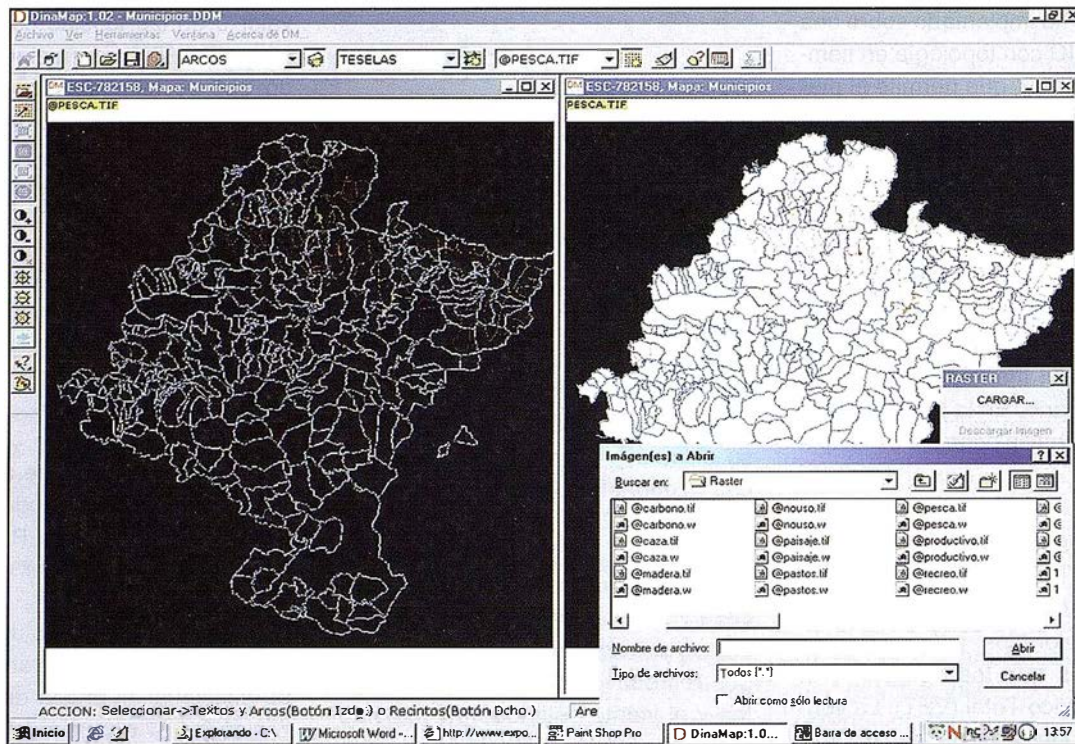 DinaMap:1.02 - Municipios.DDM
Archivo Ver Herramientas Ventana Acerca de DM...
ARCOS TESELAS @PESCA.TIF
ESC-782158, Mapa: Municipios
@PESCA.TIF
ESC-782158, Mapa: Municipios
PESCA.TIF
RASTER
CARGAR...
Descargar Imagen
Imágen(es) a Abrir
Buscar en: Raster
@carbono.tif @nouso.tif @pesca.tif
@carbono.w @nouso.w @pesca.w
@caza.tif @paisaje.tif @productivo.tif
@caza.w @paisaje.w @productivo.w
@madera.tif @pastos.tif @recreo.tif
@madera.w @pastos.w @recreo.w
Nombre de archivo: Abrir
Tipo de archivos: Todos [*.*] Cancelar
Abrir como sólo lectura
ACCION: Seleccionar->Textos y Arcos(Botón Izdo;) o Recintos(Botón Dcho.) Are
Inicio Explorando - C:\ Microsoft Word -... http://www.expo... Paint Shop Pro DinaMap:1.0... Barra de acceso ... 13:57